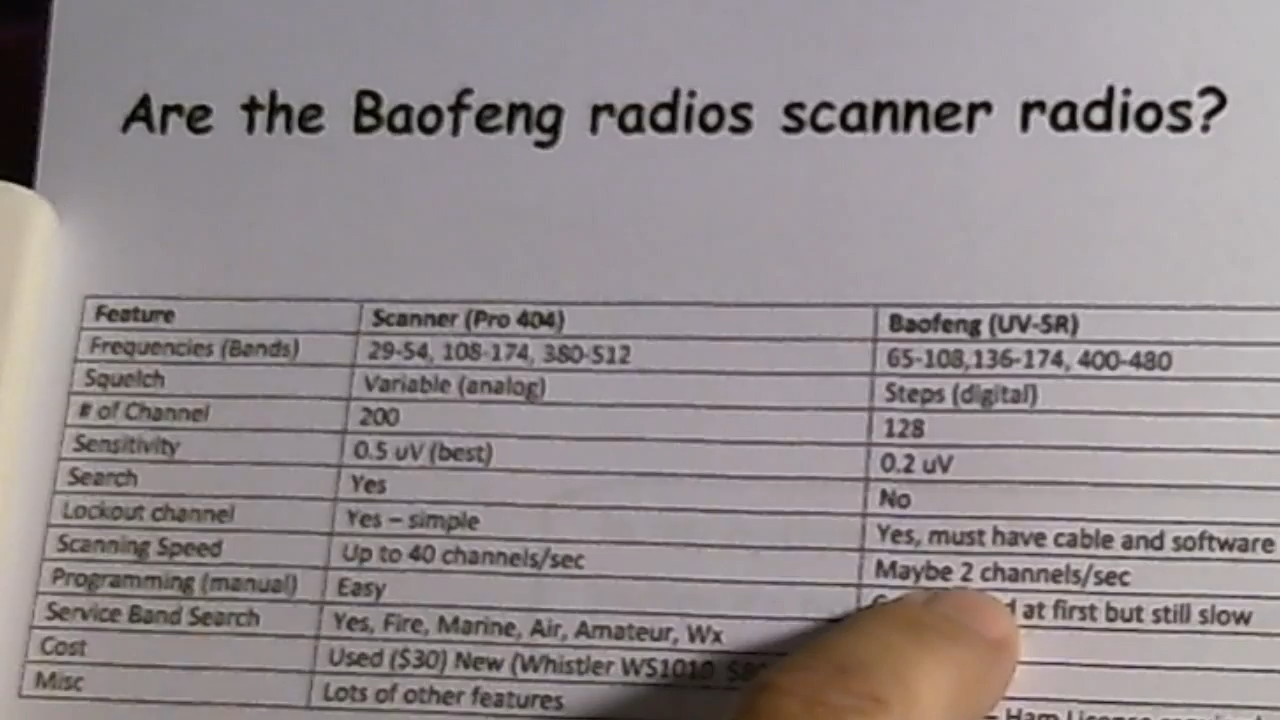 Are the Baofeng radios scanner radios?
Feature Scanner (Pro 404) Baofeng (UV-5R)
Frequencies (Bands) 29-54, 108-174, 380-512 65-108,136-174, 400-480
Squelch Variable (analog) Steps (digital)
# of Channel 200 128
Sensitivity 0.5 uV (best) 0.2 uV
Search Yes No
Lockout channel Yes – simple Yes, must have cable and software
Scanning Speed Up to 40 channels/sec Maybe 2 channels/sec
Programming (manual) Easy at first but still slow
Service Band Search Yes, Fire, Marine, Air, Amateur, Wx
Cost Used ($30) New (Whistler WS1010
Misc Lots of other features – Ham License